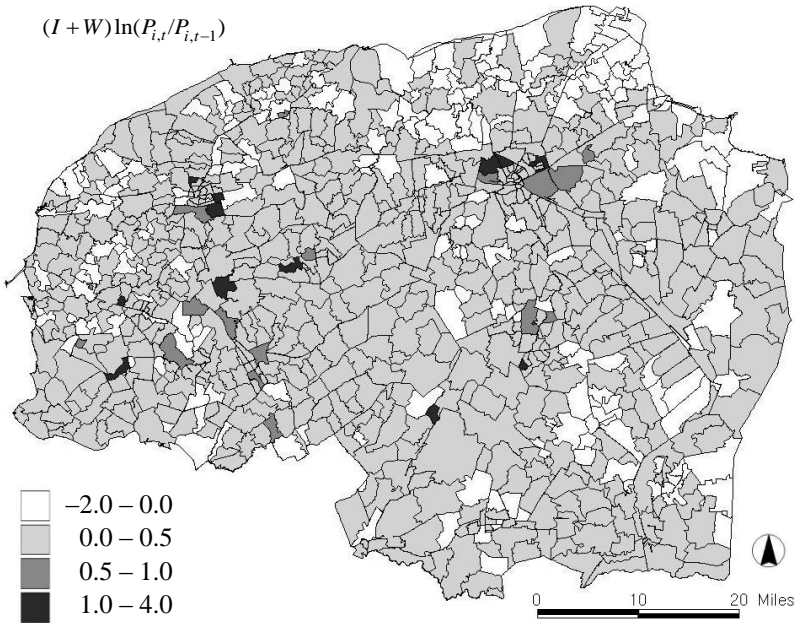 (I + W) ln(P_{i,t}/P_{i,t−1})
−2.0 – 0.0
0.0 – 0.5
0.5 – 1.0
1.0 – 4.0
0 10 20 Miles